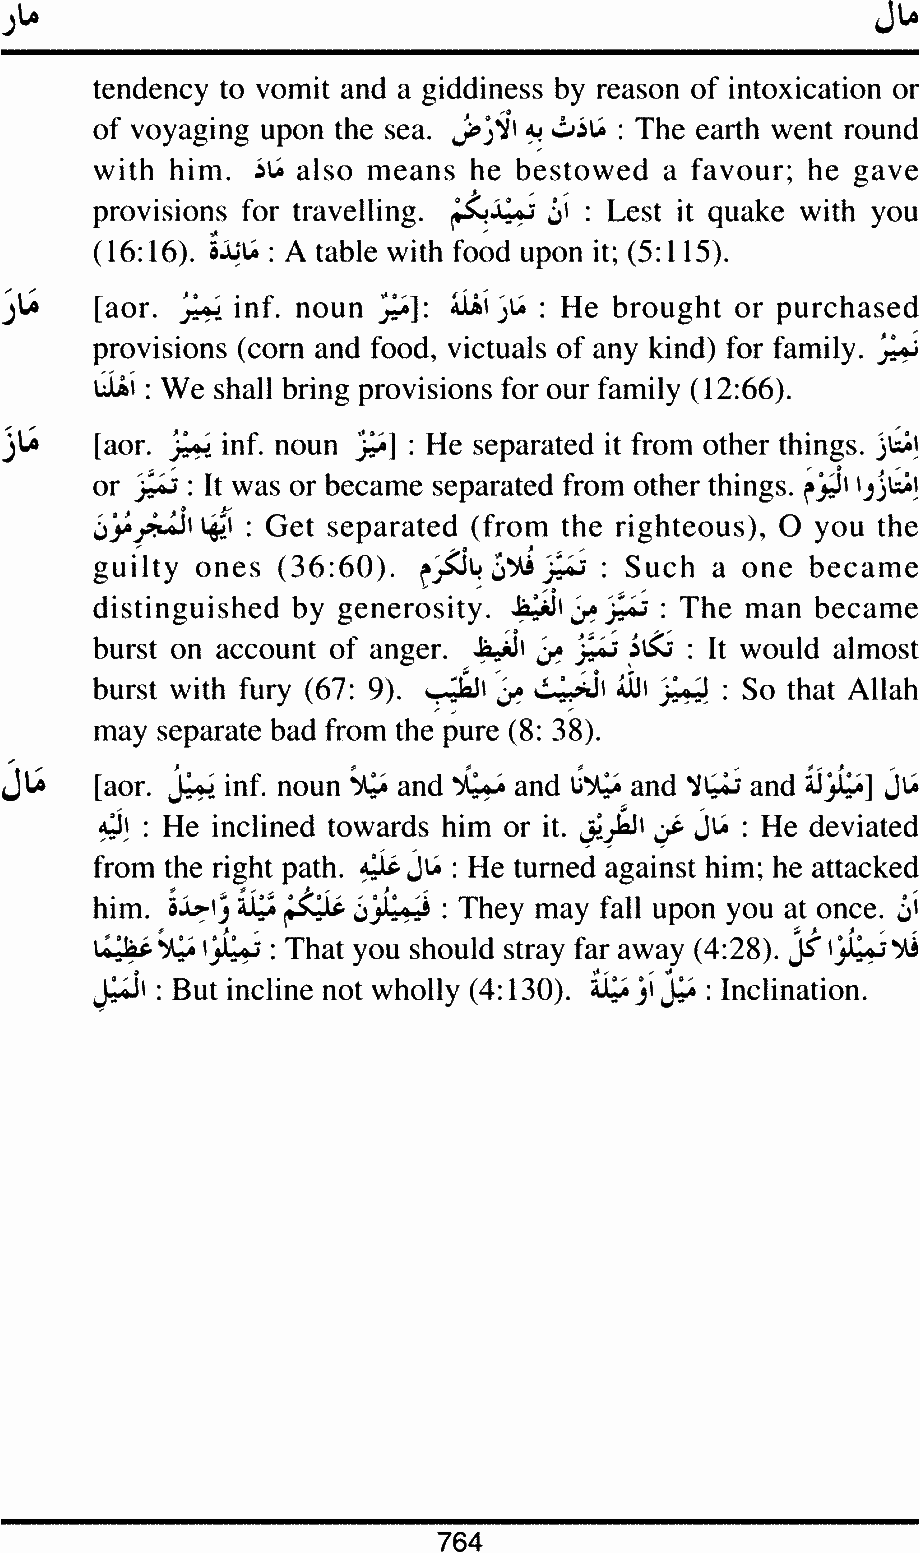 مار مال
tendency to vomit and a giddiness by reason of intoxication or
of voyaging upon the sea. مَادَتْ بِهِ الْاَرْضُ : The earth went round
with him. مَادَ also means he bestowed a favour; he gave
provisions for travelling. اَنْ تَمِيْدَبِكُمْ : Lest it quake with you
(16:16). مَائِدَةٌ : A table with food upon it; (5:115).
مَارَ [aor. يَمِيْرُ inf. noun مَيْرٌ]: مَارَ اَهْلَهٗ : He brought or purchased
provisions (corn and food, victuals of any kind) for family. نَمِيْرُ
اَهْلَنَا : We shall bring provisions for our family (12:66).
مَازَ [aor. يَمِيْزُ inf. noun مَيْزٌ] : He separated it from other things. اِمْتَازَ
or تَمَيَّزَ : It was or became separated from other things. اِمْتَازُوا الْيَوْمَ
اَيُّهَا الْمُجْرِمُوْنَ : Get separated (from the righteous), O you the
guilty ones (36:60). تَمَيَّزَ فُلَانٌ بِالْكَرَمِ : Such a one became
distinguished by generosity. تَمَيَّزَ مِنَ الْغَيْظِ : The man became
burst on account of anger. تَكَادُ تَمَيَّزُ مِنَ الْغَيْظِ : It would almost
burst with fury (67: 9). لِيَمِيْزَ اللّٰهُ الْخَبِيْثَ مِنَ الطَّيِّبِ : So that Allah
may separate bad from the pure (8: 38).
مَالَ [aor. يَمِيْلُ inf. noun مَيْلًا and مَمِيْلًا and مَيْلَانًا and تَمْيَالًا and مَيْلُوْلَةً] مَالَ
اِلَيْهِ : He inclined towards him or it. مَالَ عَنِ الطَّرِيْقِ : He deviated
from the right path. مَالَ عَلَيْهِ : He turned against him; he attacked
him. فَيَمِيْلُوْنَ عَلَيْكُمْ مَّيْلَةً وَّاحِدَةً : They may fall upon you at once. اَنْ
تَمِيْلُوْا مَيْلًا عَظِيْمًا : That you should stray far away (4:28). فَلَا تَمِيْلُوْا كُلَّ
الْمَيْلِ : But incline not wholly (4:130). مَيْلٌ اَوْ مَيْلَةٌ : Inclination.
764